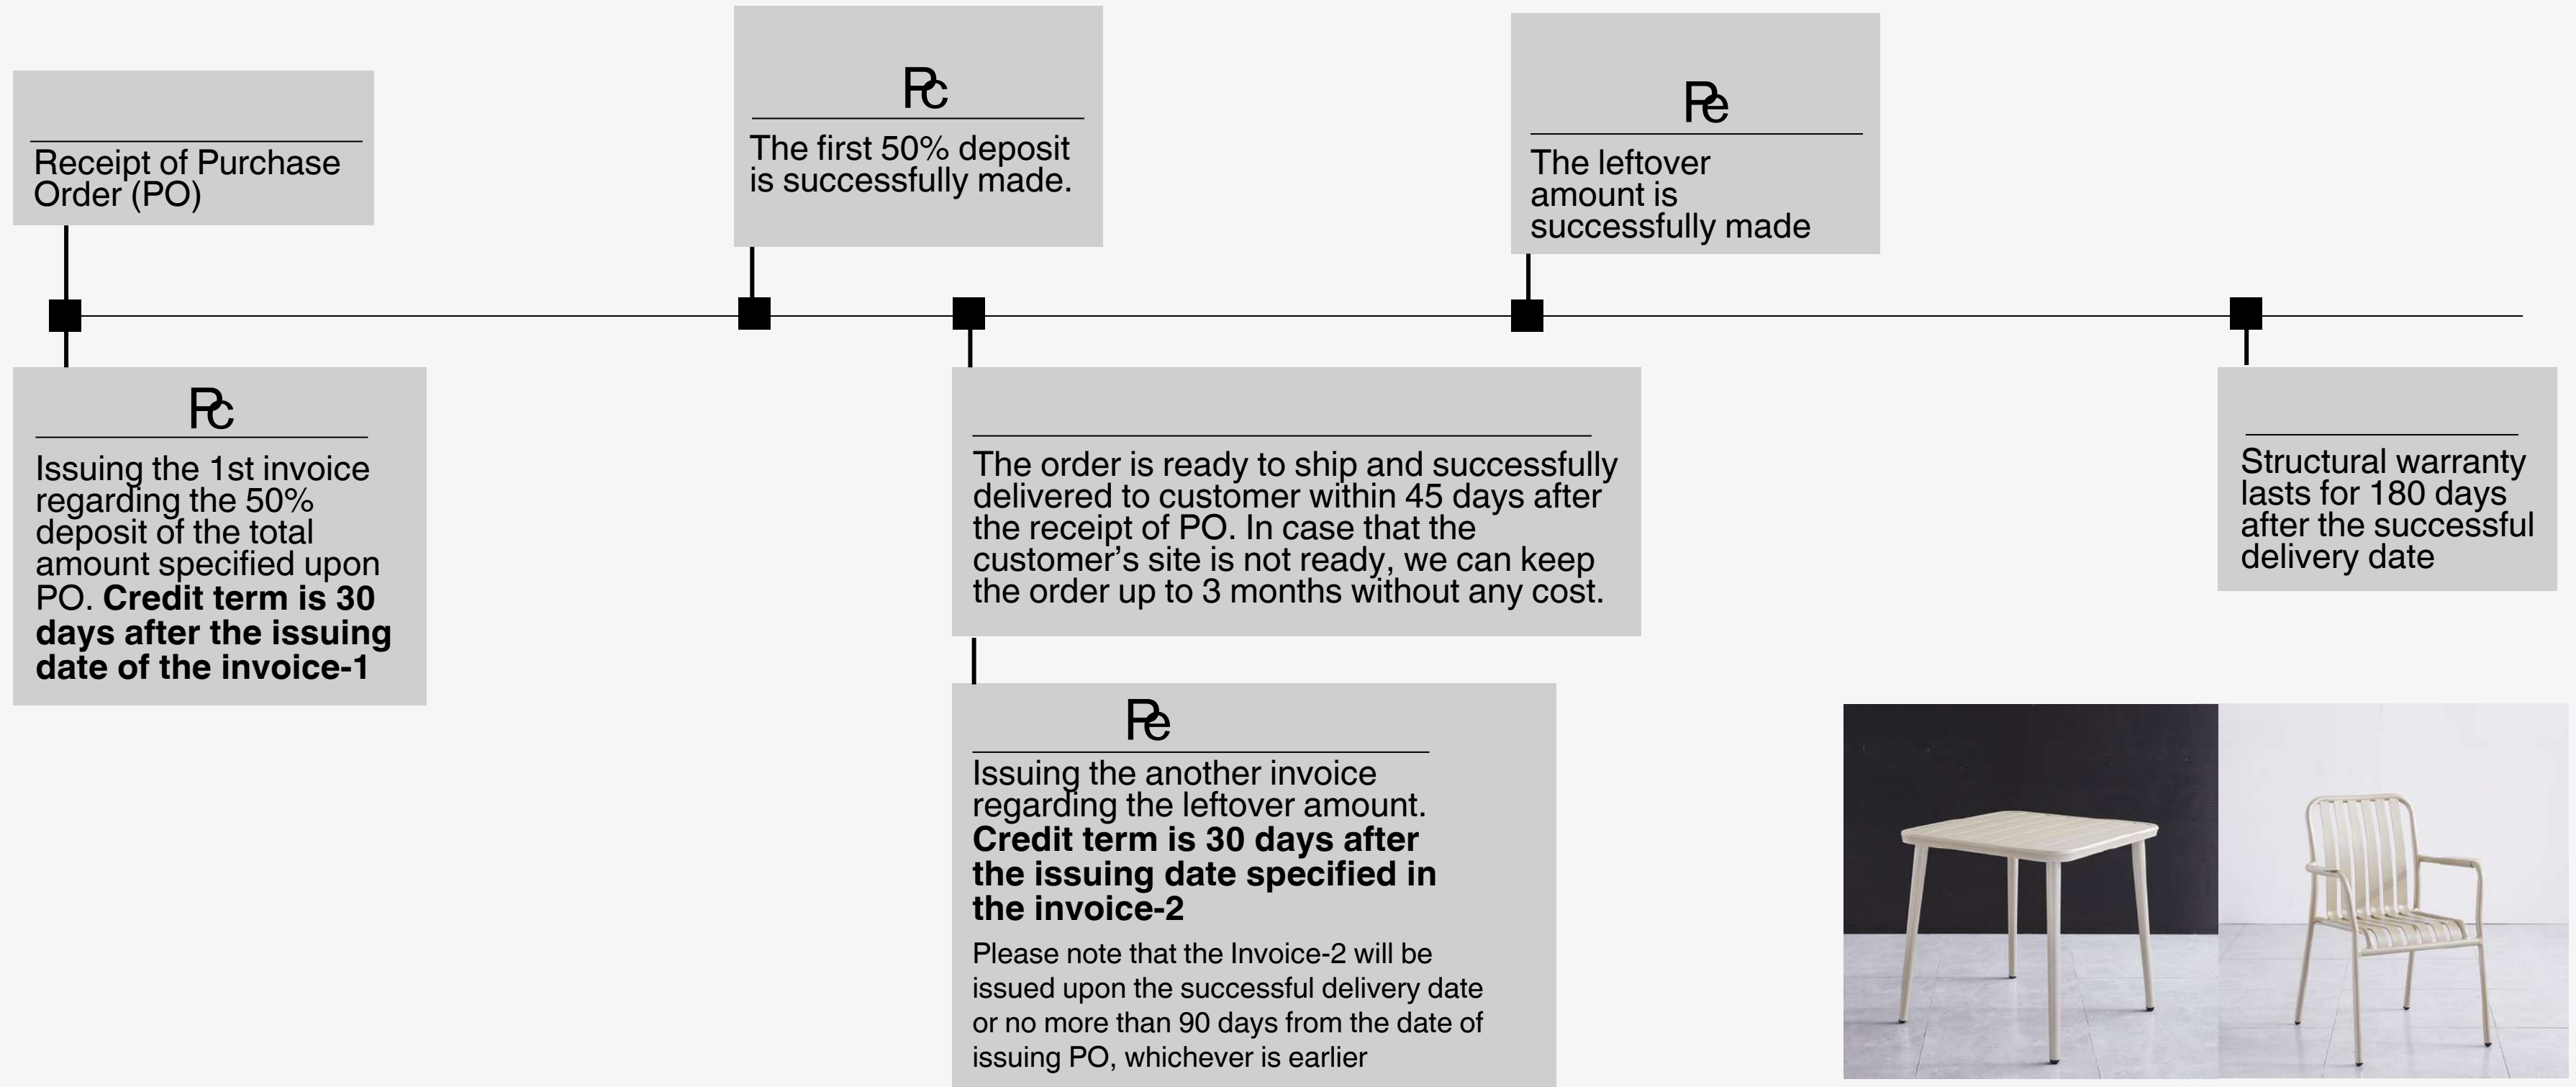 Receipt of Purchase
Order (PO)
Pc
Issuing the 1st invoice
regarding the 50%
deposit of the total
amount specified upon
PO. Credit term is 30
days after the issuing
date of the invoice-1
Pc
The first 50% deposit
is successfully made.
The order is ready to ship and successfully
delivered to customer within 45 days after
the receipt of PO. In case that the
customer’s site is not ready, we can keep
the order up to 3 months without any cost.
Pe
Issuing the another invoice
regarding the leftover amount.
Credit term is 30 days after
the issuing date specified in
the invoice-2
Please note that the Invoice-2 will be
issued upon the successful delivery date
or no more than 90 days from the date of
issuing PO, whichever is earlier
Pe
The leftover
amount is
successfully made
Structural warranty
lasts for 180 days
after the successful
delivery date